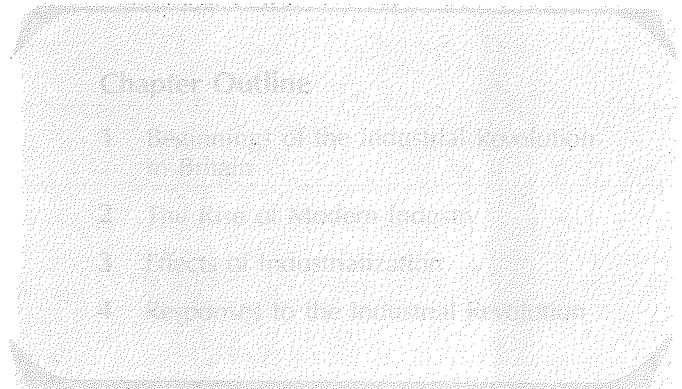 Chapter Outline
1 Beginnings of the Industrial Revolution
in Britain
2 The Rise of Modern Industry
3 Effects of Industrialization
4 Responses to the Industrial Revolution